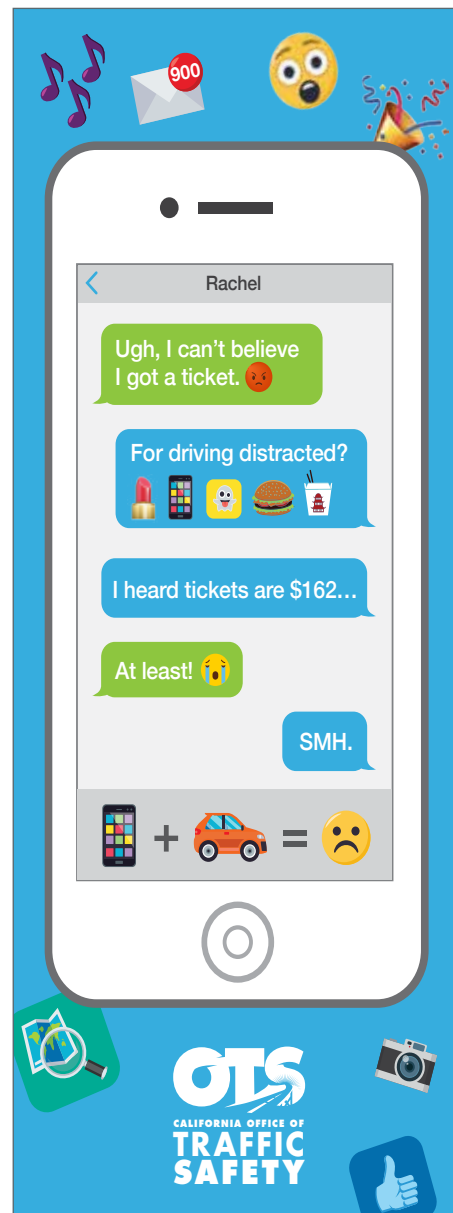 900
Rachel
Ugh, I can’t believe
I got a ticket. 😡
For driving distracted?
💄📱👻🍔🥡
I heard tickets are $162…
At least! 😭
SMH.
📱 + 🚗 = ☹️
OTS
CALIFORNIA OFFICE OF
TRAFFIC
SAFETY